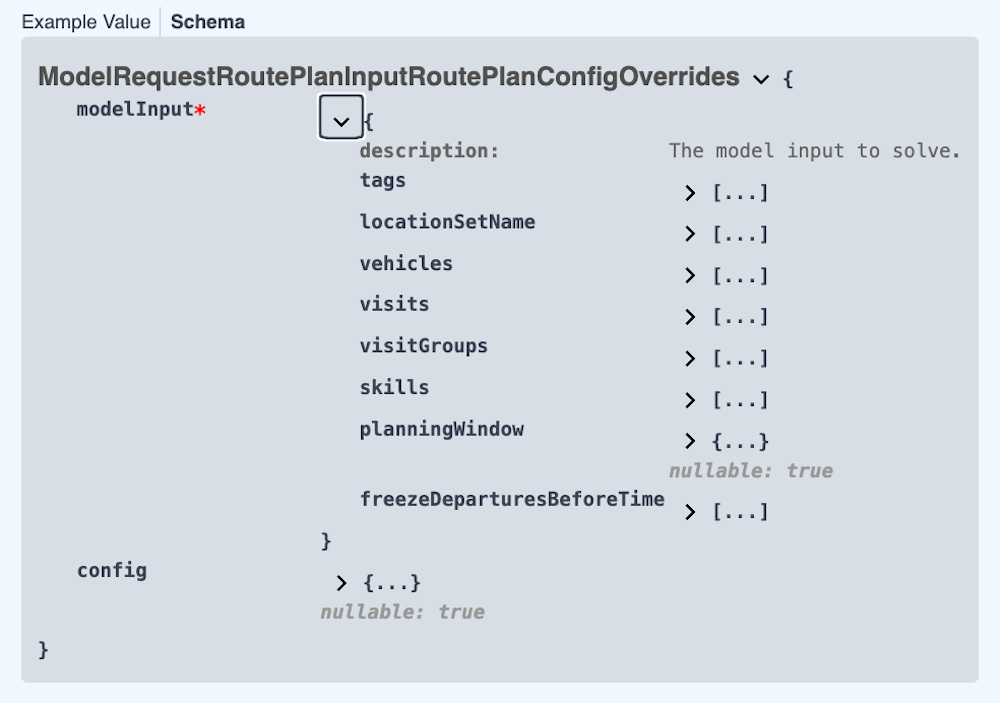 Example Value Schema
ModelRequestRoutePlanInputRoutePlanConfigOverrides {
modelInput* {
description: The model input to solve.
tags [...]
locationSetName [...]
vehicles [...]
visits [...]
visitGroups [...]
skills [...]
planningWindow {...}
nullable: true
freezeDeparturesBeforeTime [...]
}
config {...}
nullable: true
}